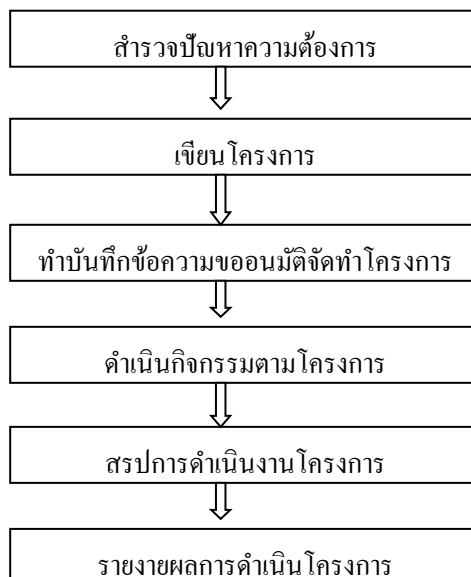 สำรวจปัญหาความต้องการ
เขียนโครงการ
ทำบันทึกข้อความขออนมัติจัดทำโครงการ
ดำเนินกิจกรรมตามโครงการ
สรปการดำเนินงานโครงการ
รายงายผลการดำเนินโครงการ